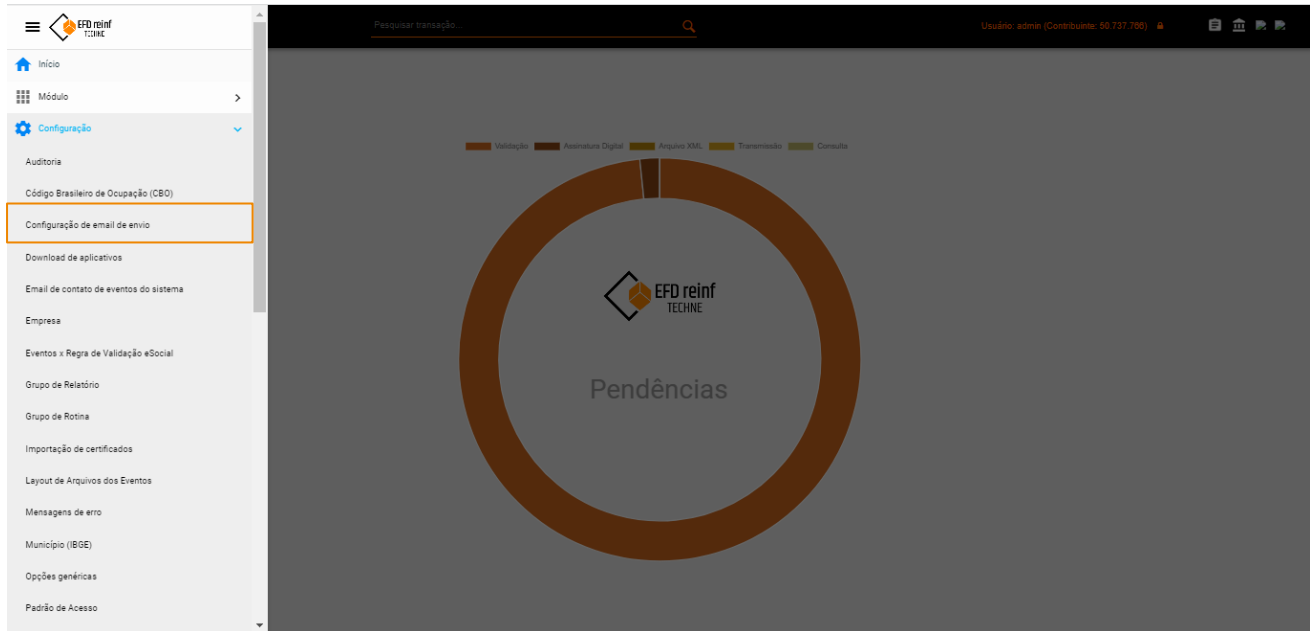 EFD reinf
TECHNE
Pesquisar transação...
Usuário: admin (Contribuinte: 50.737.766)
Início
Módulo
Configuração
Auditoria
Código Brasileiro de Ocupação (CBO)
Configuração de email de envio
Download de aplicativos
Email de contato de eventos do sistema
Empresa
Eventos x Regra de Validação eSocial
Grupo de Relatório
Grupo de Rotina
Importação de certificados
Layout de Arquivos dos Eventos
Mensagens de erro
Município (IBGE)
Opções genéricas
Padrão de Acesso
Validação Assinatura Digital Arquivo XML Transmissão Consulta
EFD reinf
TECHNE
Pendências